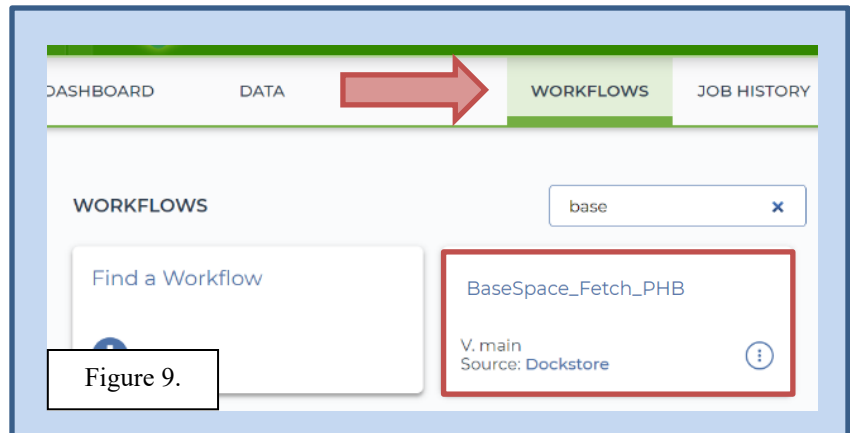 DASHBOARD DATA WORKFLOWS JOB HISTORY
WORKFLOWS
base ×
Find a Workflow
BaseSpace_Fetch_PHB
V. main
Source: Dockstore
Figure 9.